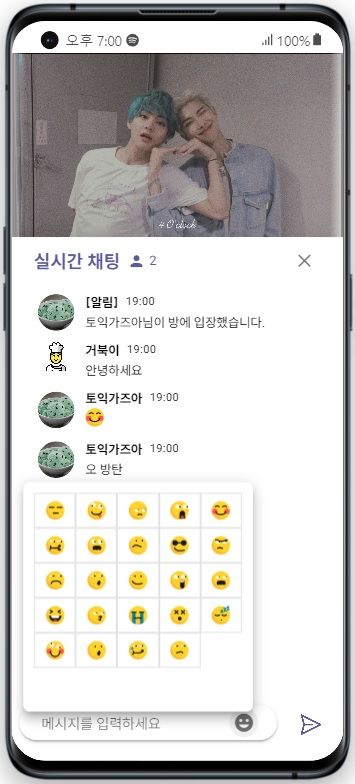 오후 7:00 100%
4 O'clock
실시간 채팅 2
[알림] 19:00
토익가즈아님이 방에 입장했습니다.
거북이 19:00
안녕하세요
토익가즈아 19:00
토익가즈아 19:00
오 방탄
메시지를 입력하세요